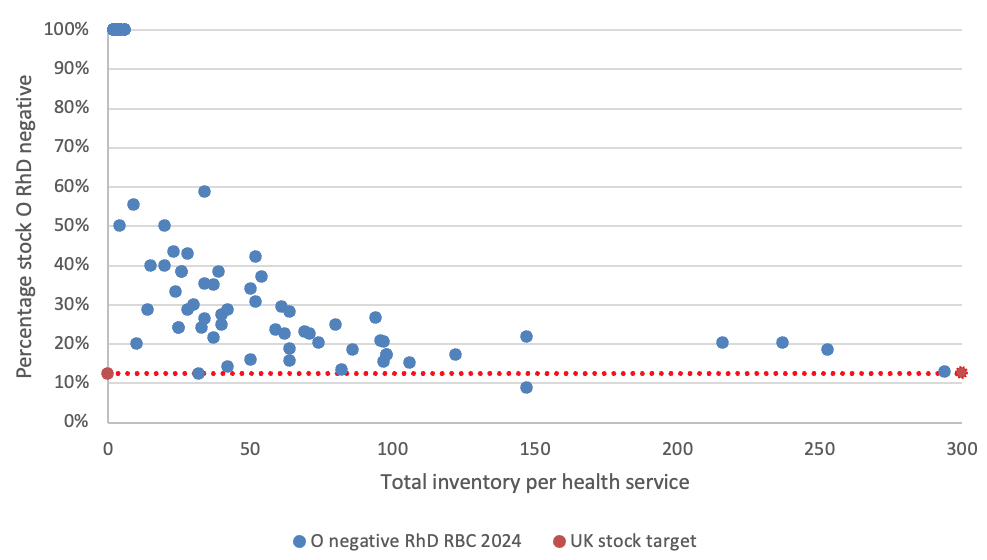 Percentage stock O RhD negative
100%
90%
80%
70%
60%
50%
40%
30%
20%
10%
0%
0 50 100 150 200 250 300
Total inventory per health service
O negative RhD RBC 2024 UK stock target